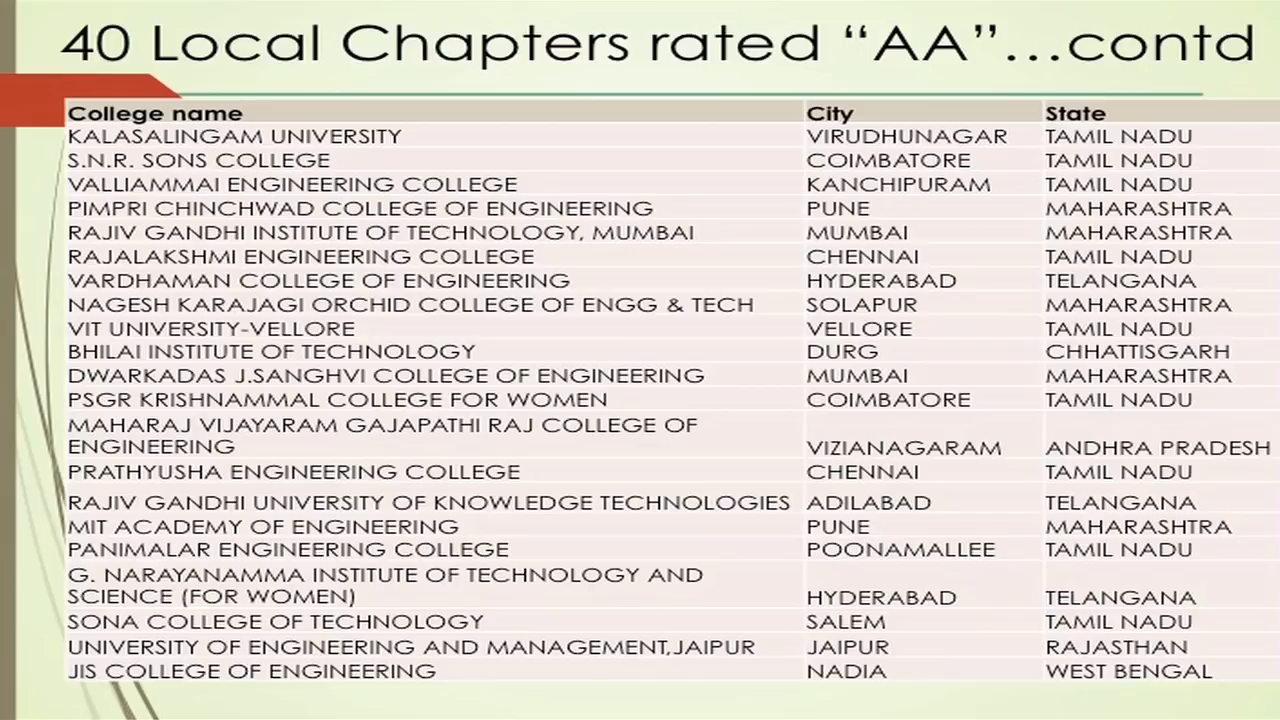 40 Local Chapters rated “AA”...contd
College name City State
KALASALINGAM UNIVERSITY VIRUDHUNAGAR TAMIL NADU
S.N.R. SONS COLLEGE COIMBATORE TAMIL NADU
VALLIAMMAI ENGINEERING COLLEGE KANCHIPURAM TAMIL NADU
PIMPRI CHINCHWAD COLLEGE OF ENGINEERING PUNE MAHARASHTRA
RAJIV GANDHI INSTITUTE OF TECHNOLOGY, MUMBAI MUMBAI MAHARASHTRA
RAJALAKSHMI ENGINEERING COLLEGE CHENNAI TAMIL NADU
VARDHAMAN COLLEGE OF ENGINEERING HYDERABAD TELANGANA
NAGESH KARAJAGI ORCHID COLLEGE OF ENGG & TECH SOLAPUR MAHARASHTRA
VIT UNIVERSITY-VELLORE VELLORE TAMIL NADU
BHILAI INSTITUTE OF TECHNOLOGY DURG CHHATTISGARH
DWARKADAS J.SANGHVI COLLEGE OF ENGINEERING MUMBAI MAHARASHTRA
PSGR KRISHNAMMAL COLLEGE FOR WOMEN COIMBATORE TAMIL NADU
MAHARAJ VIJAYARAM GAJAPATHI RAJ COLLEGE OF
ENGINEERING VIZIANAGARAM ANDHRA PRADESH
PRATHYUSHA ENGINEERING COLLEGE CHENNAI TAMIL NADU
RAJIV GANDHI UNIVERSITY OF KNOWLEDGE TECHNOLOGIES ADILABAD TELANGANA
MIT ACADEMY OF ENGINEERING PUNE MAHARASHTRA
PANIMALAR ENGINEERING COLLEGE POONAMALLEE TAMIL NADU
G. NARAYANAMMA INSTITUTE OF TECHNOLOGY AND
SCIENCE (FOR WOMEN) HYDERABAD TELANGANA
SONA COLLEGE OF TECHNOLOGY SALEM TAMIL NADU
UNIVERSITY OF ENGINEERING AND MANAGEMENT,JAIPUR JAIPUR RAJASTHAN
JIS COLLEGE OF ENGINEERING NADIA WEST BENGAL